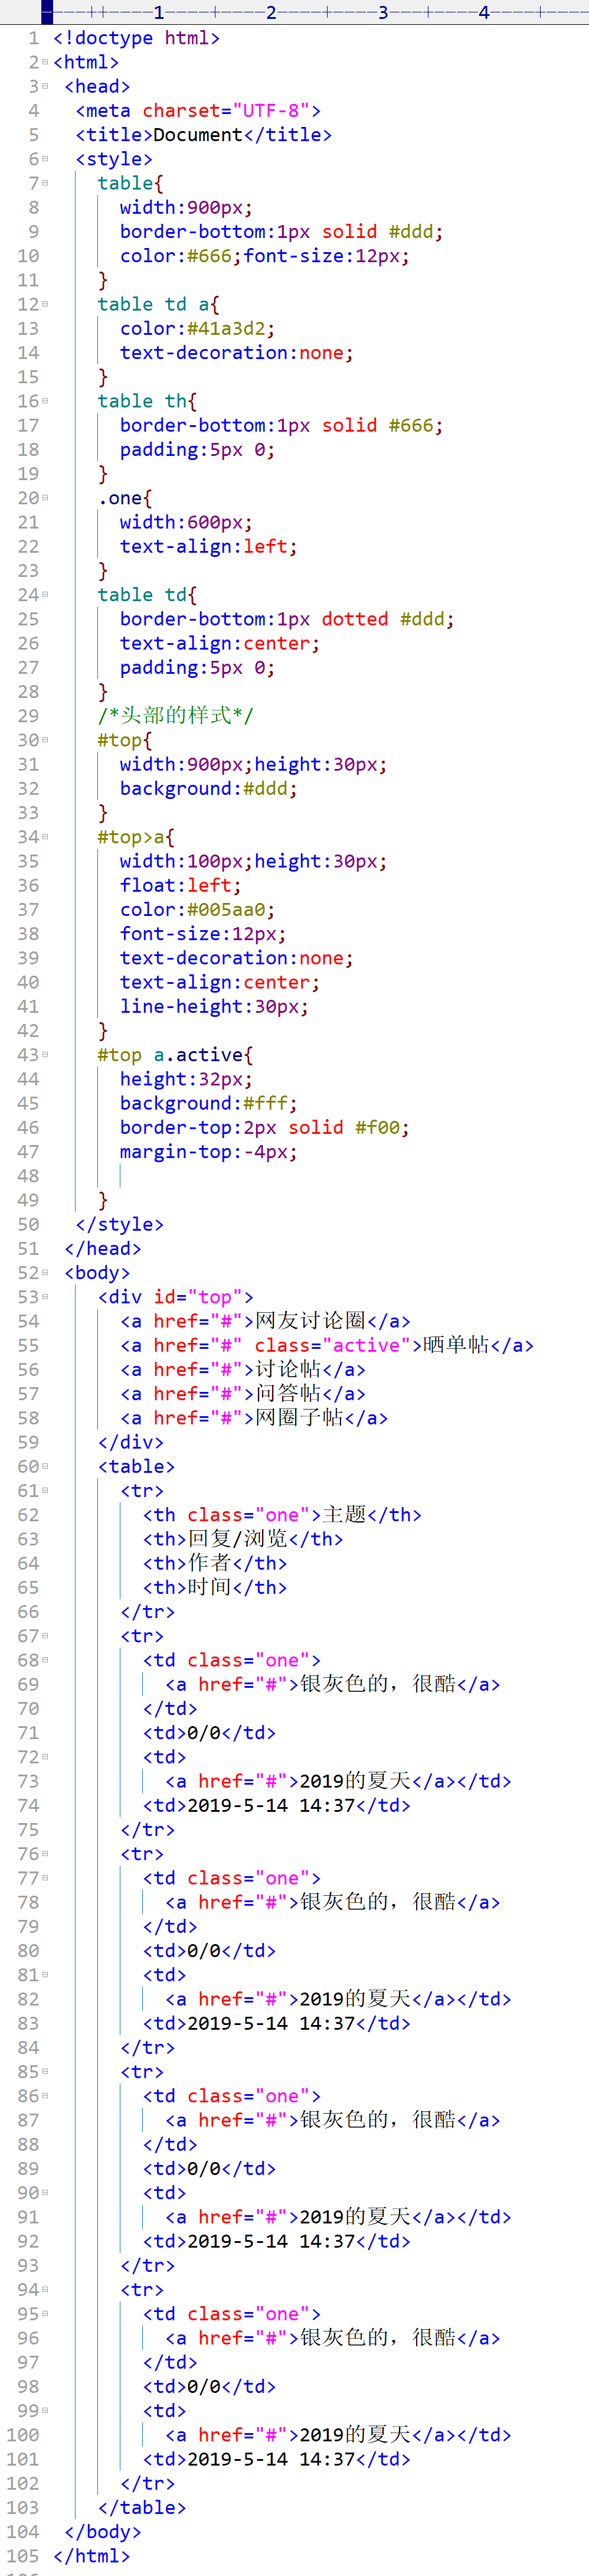 1 2 3 4
1 <!doctype html>
2 <html>
3 <head>
4 <meta charset="UTF-8">
5 <title>Document</title>
6 <style>
7 table{
8 width:900px;
9 border-bottom:1px solid #ddd;
10 color:#666;font-size:12px;
11 }
12 table td a{
13 color:#41a3d2;
14 text-decoration:none;
15 }
16 table th{
17 border-bottom:1px solid #666;
18 padding:5px 0;
19 }
20 .one{
21 width:600px;
22 text-align:left;
23 }
24 table td{
25 border-bottom:1px dotted #ddd;
26 text-align:center;
27 padding:5px 0;
28 }
29 /*头部的样式*/
30 #top{
31 width:900px;height:30px;
32 background:#ddd;
33 }
34 #top>a{
35 width:100px;height:30px;
36 float:left;
37 color:#005aa0;
38 font-size:12px;
39 text-decoration:none;
40 text-align:center;
41 line-height:30px;
42 }
43 #top a.active{
44 height:32px;
45 background:#fff;
46 border-top:2px solid #f00;
47 margin-top:-4px;
48
49 }
50 </style>
51 </head>
52 <body>
53 <div id="top">
54 <a href="#">网友讨论圈</a>
55 <a href="#" class="active">晒单帖</a>
56 <a href="#">讨论帖</a>
57 <a href="#">问答帖</a>
58 <a href="#">网圈子帖</a>
59 </div>
60 <table>
61 <tr>
62 <th class="one">主题</th>
63 <th>回复/浏览</th>
64 <th>作者</th>
65 <th>时间</th>
66 </tr>
67 <tr>
68 <td class="one">
69 <a href="#">银灰色的，很酷</a>
70 </td>
71 <td>0/0</td>
72 <td>
73 <a href="#">2019的夏天</a></td>
74 <td>2019-5-14 14:37</td>
75 </tr>
76 <tr>
77 <td class="one">
78 <a href="#">银灰色的，很酷</a>
79 </td>
80 <td>0/0</td>
81 <td>
82 <a href="#">2019的夏天</a></td>
83 <td>2019-5-14 14:37</td>
84 </tr>
85 <tr>
86 <td class="one">
87 <a href="#">银灰色的，很酷</a>
88 </td>
89 <td>0/0</td>
90 <td>
91 <a href="#">2019的夏天</a></td>
92 <td>2019-5-14 14:37</td>
93 </tr>
94 <tr>
95 <td class="one">
96 <a href="#">银灰色的，很酷</a>
97 </td>
98 <td>0/0</td>
99 <td>
100 <a href="#">2019的夏天</a></td>
101 <td>2019-5-14 14:37</td>
102 </tr>
103 </table>
104 </body>
105 </html>